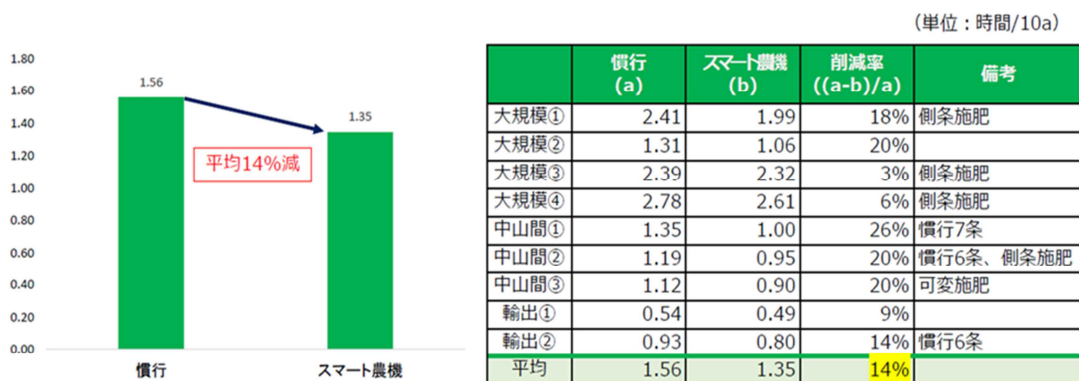 (単位：時間/10a)
1.80
1.60
1.40
1.20
1.00
0.80
0.60
0.40
0.20
0.00
1.56
1.35
平均14%減
慣行 スマート農機
慣行 (a) スマート農機 (b) 削減率 ((a-b)/a) 備考
大規模① 2.41 1.99 18% 側条施肥
大規模② 1.31 1.06 20%
大規模③ 2.39 2.32 3% 側条施肥
大規模④ 2.78 2.61 6% 側条施肥
中山間① 1.35 1.00 26% 慣行7条
中山間② 1.19 0.95 20% 慣行6条、側条施肥
中山間③ 1.12 0.90 20% 可変施肥
輸出① 0.54 0.49 9%
輸出② 0.93 0.80 14% 慣行6条
平均 1.56 1.35 14%